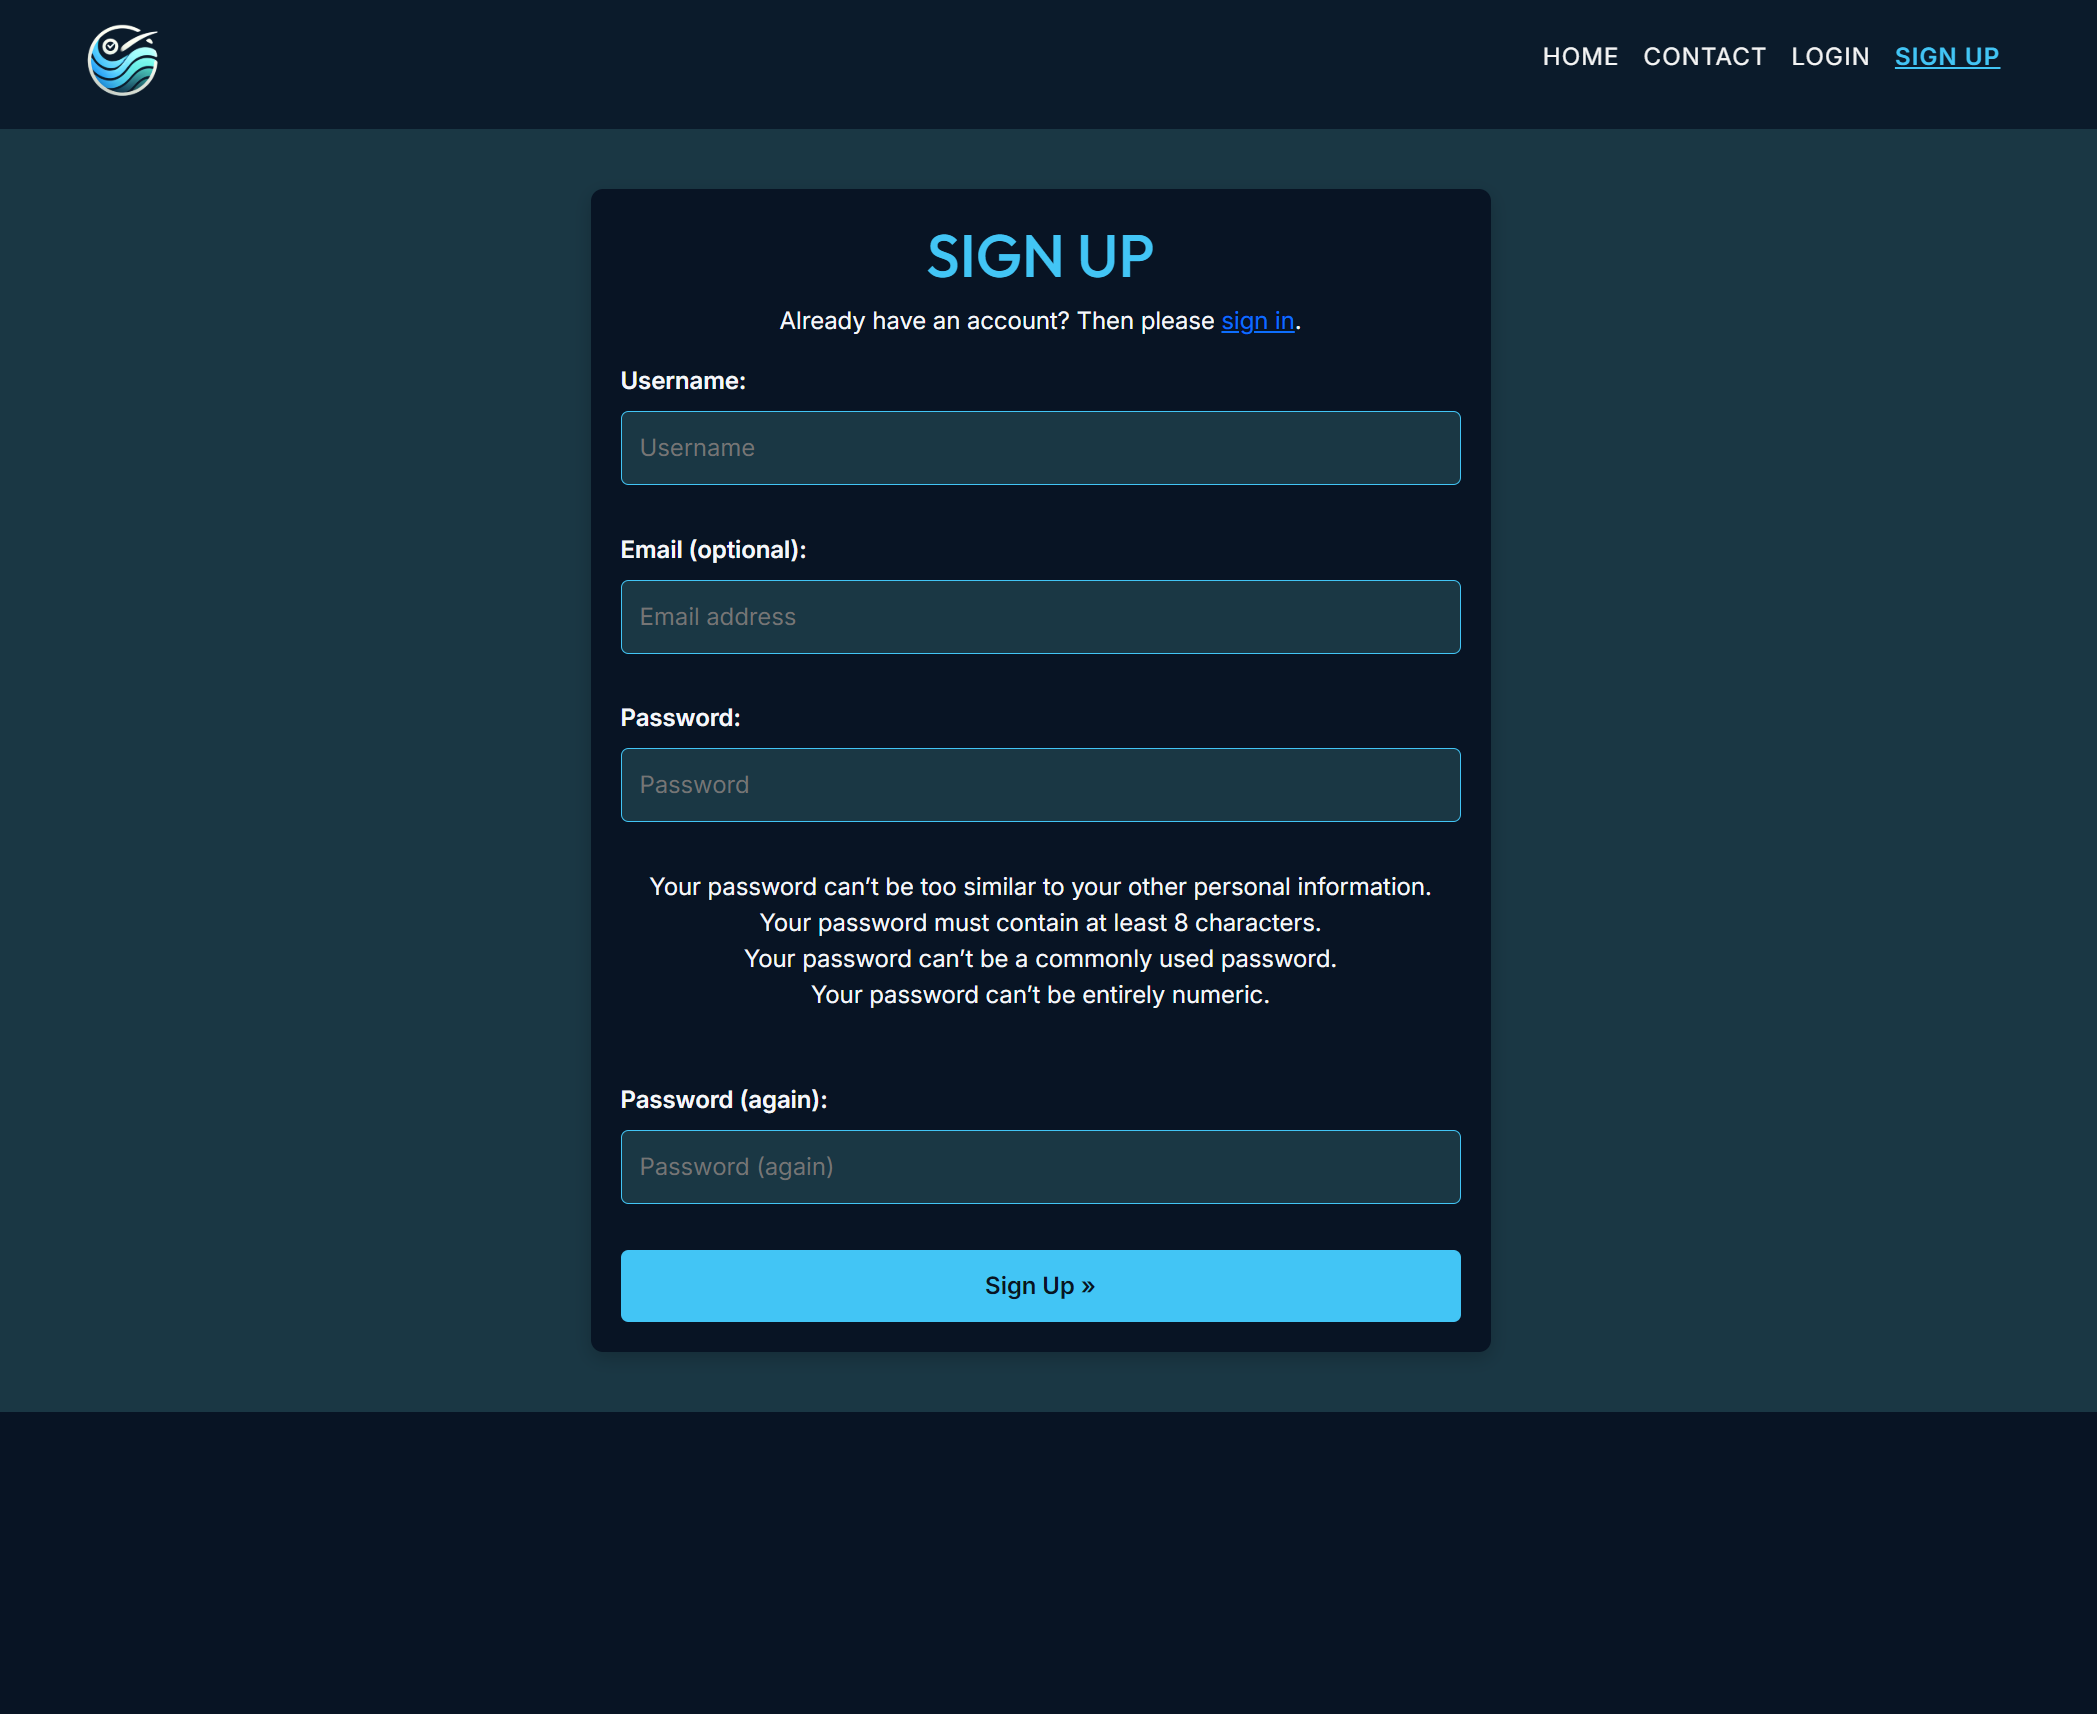 HOME CONTACT LOGIN SIGN UP
SIGN UP
Already have an account? Then please sign in.
Username:
Username
Email (optional):
Email address
Password:
Password
Your password can’t be too similar to your other personal information.
Your password must contain at least 8 characters.
Your password can’t be a commonly used password.
Your password can’t be entirely numeric.
Password (again):
Password (again)
Sign Up »